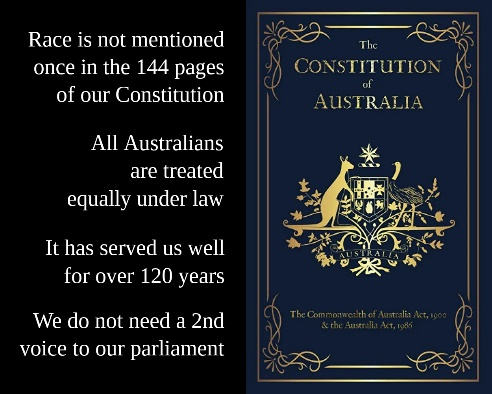 Race is not mentioned
once in the 144 pages
of our Constitution
All Australians
are treated
equally under law
It has served us well
for over 120 years
We do not need a 2nd
voice to our parliament
The
CONSTITUTION
of
AUSTRALIA
AUSTRALIA
The Commonwealth of Australia Act, 1900
& the Australia Act, 1986